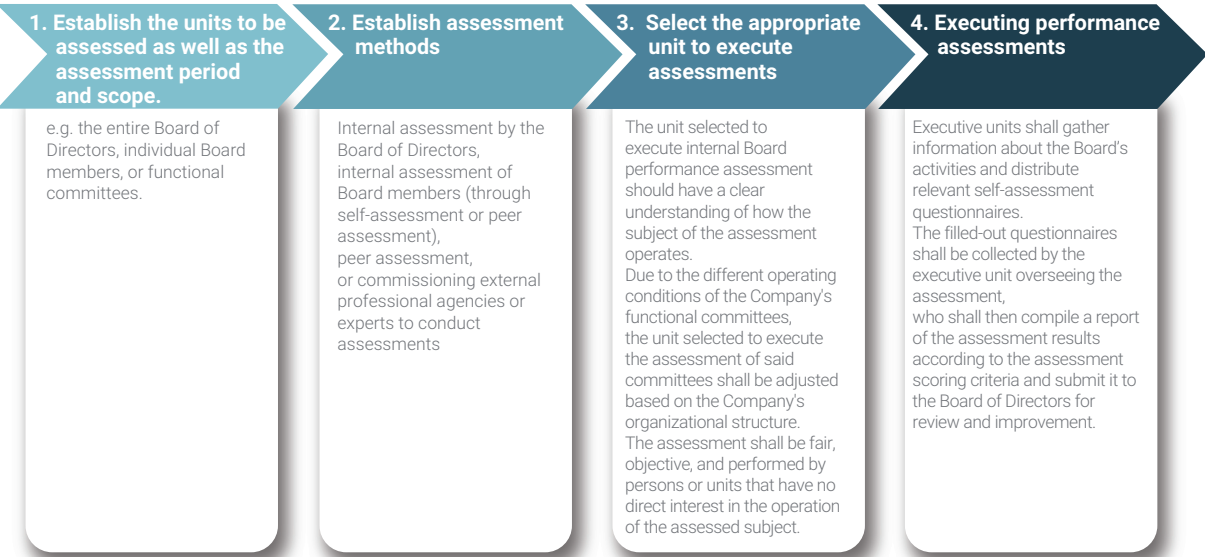 1. Establish the units to be
assessed as well as the
assessment period
and scope.
e.g. the entire Board of
Directors, individual Board
members, or functional
committees.
2. Establish assessment
methods
Internal assessment by the
Board of Directors,
internal assessment of
Board members (through
self-assessment or peer
assessment),
peer assessment,
or commissioning external
professional agencies or
experts to conduct
assessments
3. Select the appropriate
unit to execute
assessments
The unit selected to
execute internal Board
performance assessment
should have a clear
understanding of how the
subject of the assessment
operates.
Due to the different operating
conditions of the Company's
functional committees,
the unit selected to execute
the assessment of said
committees shall be adjusted
based on the Company's
organizational structure.
The assessment shall be fair,
objective, and performed by
persons or units that have no
direct interest in the operation
of the assessed subject.
4. Executing performance
assessments
Executive units shall gather
information about the Board's
activities and distribute
relevant self-assessment
questionnaires.
The filled-out questionnaires
shall be collected by the
executive unit overseeing the
assessment,
who shall then compile a report
of the assessment results
according to the assessment
scoring criteria and submit it to
the Board of Directors for
review and improvement.